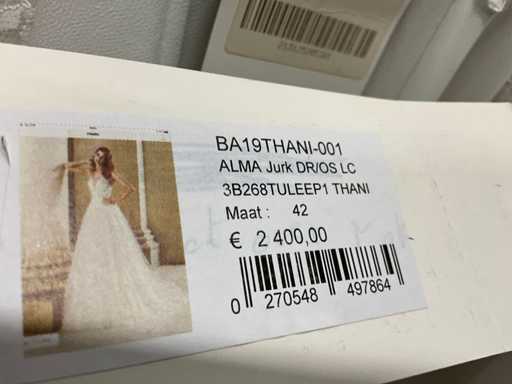 BA19THANI-001
ALMA Jurk DR/OS LC
3B268TULEEP1 THANI
Maat : 42
€ 2 400,00
0 270548 497864